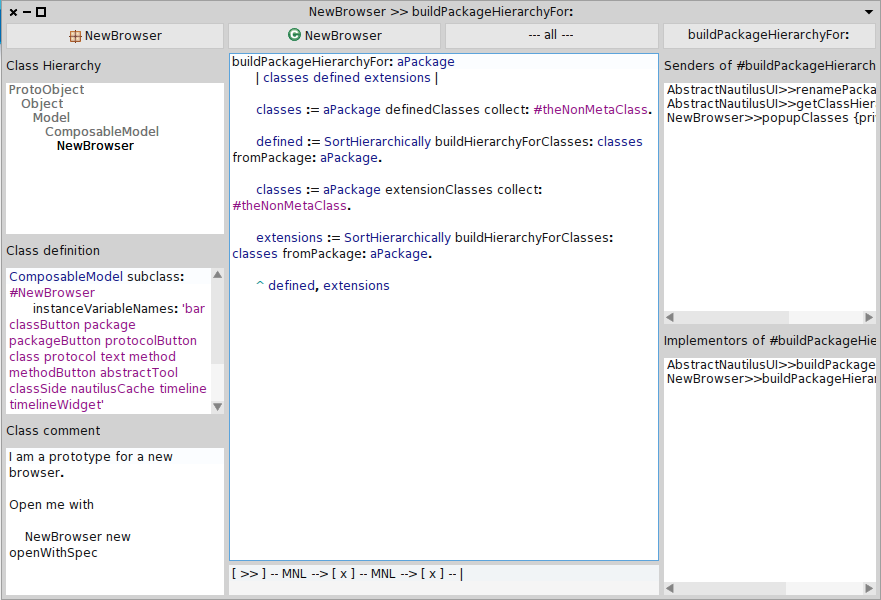 NewBrowser >> buildPackageHierarchyFor:
NewBrowser
NewBrowser
--- all ---
buildPackageHierarchyFor:
Class Hierarchy
ProtoObject
Object
Model
ComposableModel
NewBrowser
Class definition
ComposableModel subclass:
#NewBrowser
instanceVariableNames: 'bar
classButton package
packageButton protocolButton
class protocol text method
methodButton abstractTool
classSide nautilusCache timeline
timelineWidget'
Class comment
I am a prototype for a new
browser.
Open me with
NewBrowser new
openWithSpec
buildPackageHierarchyFor: aPackage
| classes defined extensions |
classes := aPackage definedClasses collect: #theNonMetaClass.
defined := SortHierarchically buildHierarchyForClasses: classes
fromPackage: aPackage.
classes := aPackage extensionClasses collect:
#theNonMetaClass.
extensions := SortHierarchically buildHierarchyForClasses:
classes fromPackage: aPackage.
^ defined, extensions
[ >> ] -- MNL --> [ x ] -- MNL --> [ x ] -- |
Senders of #buildPackageHierarch
AbstractNautilusUI>>renamePacka
AbstractNautilusUI>>getClassHier
NewBrowser>>popupClasses {pri
Implementors of #buildPackageHie
AbstractNautilusUI>>buildPackage
NewBrowser>>buildPackageHierar